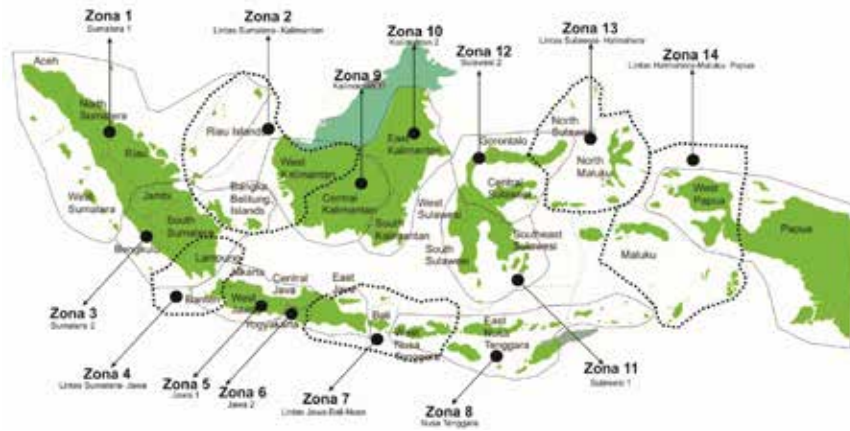 Zona 1
Sumatera 1
Zona 2
Lintas Sumatera- Kalimantan
Zona 10
Kalimantan 2
Zona 9
Zona 12
Sulawesi 2
Zona 13
Lintas Sulawesi- Halmahera
Zona 14
Lintas Halmahera-Maluku- Papua
Aceh
North
Sumatera
Riau
Riau Islands
West
Sumatera
Jambi
South
Sumatera
Bangka
Belitung
Islands
Bengkulu
Lampung
West
Kalimantan
Central
Kalimantan
East
Kalimantan
South
Kalimantan
Gorontalo
North
Sulawesi
Central
Sulawesi
West
Sulawesi
South
Sulawesi
Southeast
Sulawesi
North
Maluku
Maluku
West
Papua
Papua
Jakarta
Banten
West
Java
Central
Java
Yogyakarta
East
Java
Bali
West
Nusa
Tenggara
East
Nusa
Tenggara
Zona 3
Sumatera 2
Zona 4
Lintas Sumatera- Jawa
Zona 5
Jawa 1
Zona 6
Jawa 2
Zona 7
Lintas Jawa-Bali-Nusa
Zona 8
Nusa Tenggara
Zona 11
Sulawesi 1